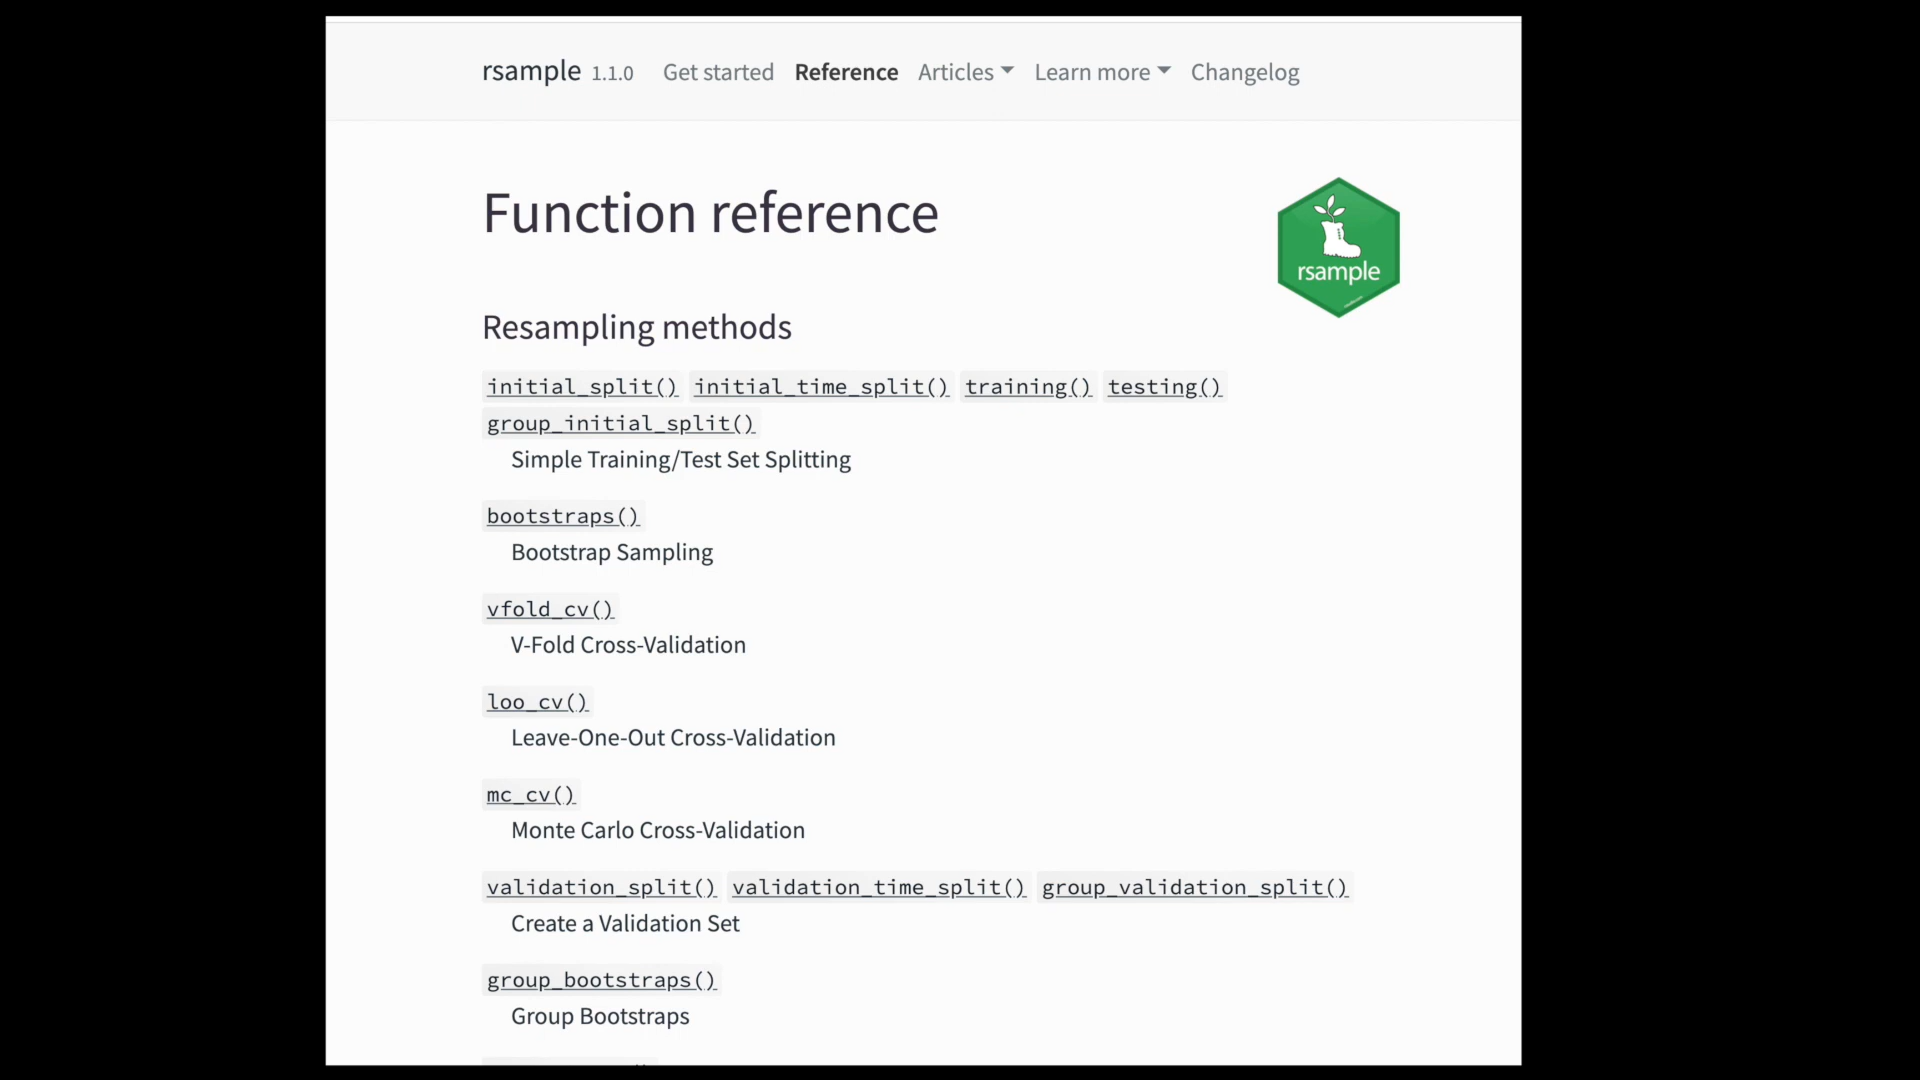 rsample 1.1.0 Get started Reference Articles Learn more Changelog
Function reference
rsample
Resampling methods
initial_split() initial_time_split() training() testing()
group_initial_split()
Simple Training/Test Set Splitting
bootstraps()
Bootstrap Sampling
vfold_cv()
V-Fold Cross-Validation
loo_cv()
Leave-One-Out Cross-Validation
mc_cv()
Monte Carlo Cross-Validation
validation_split() validation_time_split() group_validation_split()
Create a Validation Set
group_bootstraps()
Group Bootstraps